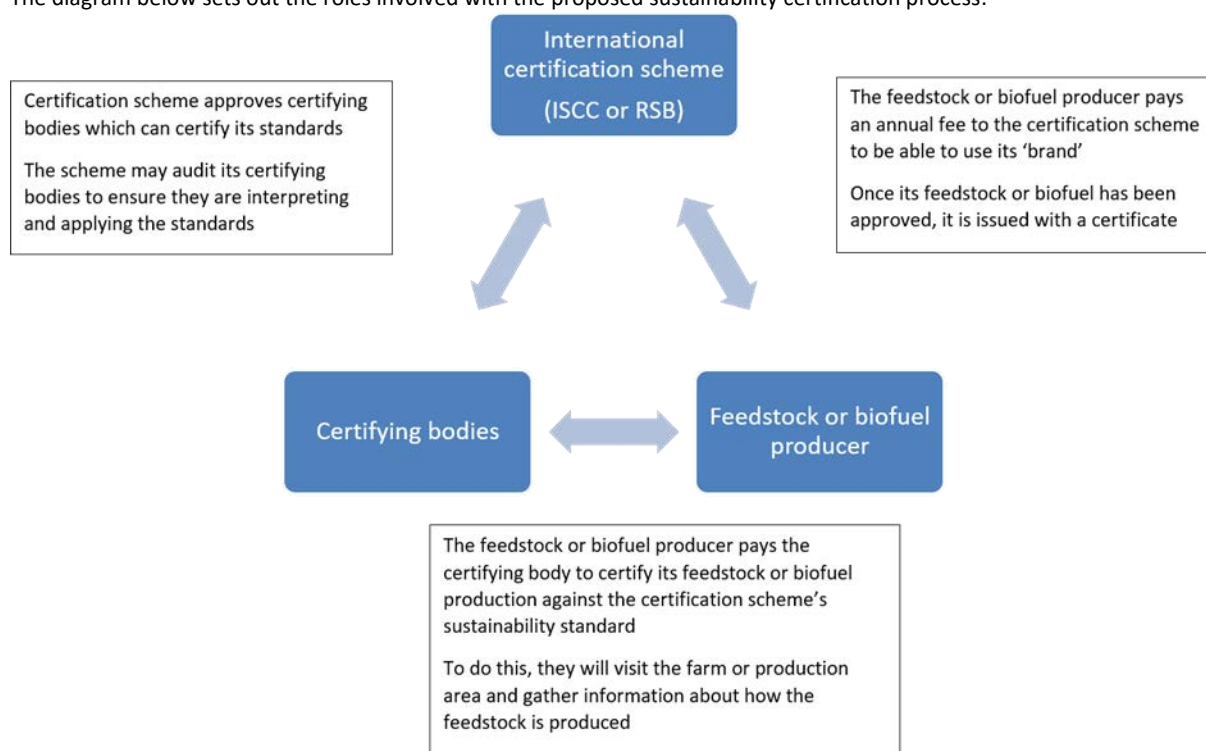 The diagram below sets out the roles involved with the proposed sustainability certification process.
International
certification scheme
(ISCC or RSB)
Certification scheme approves certifying
bodies which can certify its standards
The scheme may audit its certifying
bodies to ensure they are interpreting
and applying the standards
The feedstock or biofuel producer pays
an annual fee to the certification scheme
to be able to use its ‘brand’
Once its feedstock or biofuel has been
approved, it is issued with a certificate
Certifying bodies
Feedstock or biofuel
producer
The feedstock or biofuel producer pays the
certifying body to certify its feedstock or biofuel
production against the certification scheme’s
sustainability standard
To do this, they will visit the farm or production
area and gather information about how the
feedstock is produced